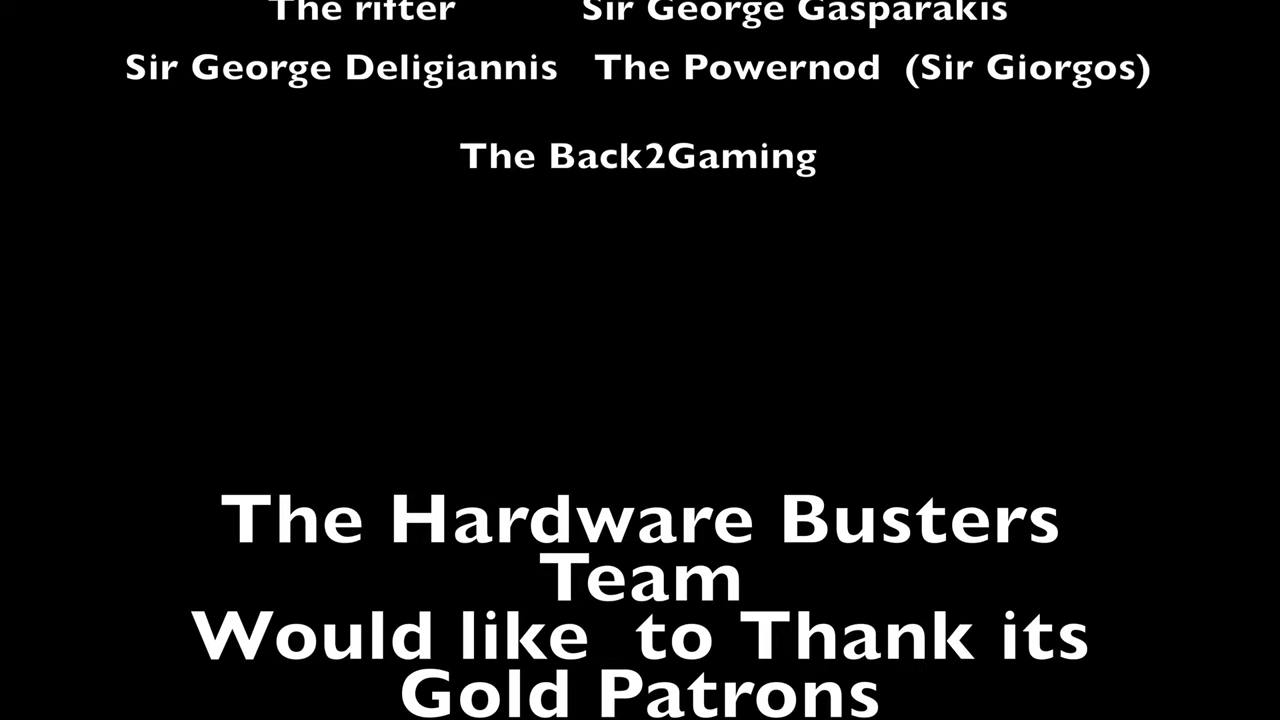 The rifter Sir George Gasparakis
Sir George Deligiannis The Powernod (Sir Giorgos)
The Back2Gaming
The Hardware Busters
Team
Would like to Thank its
Gold Patrons